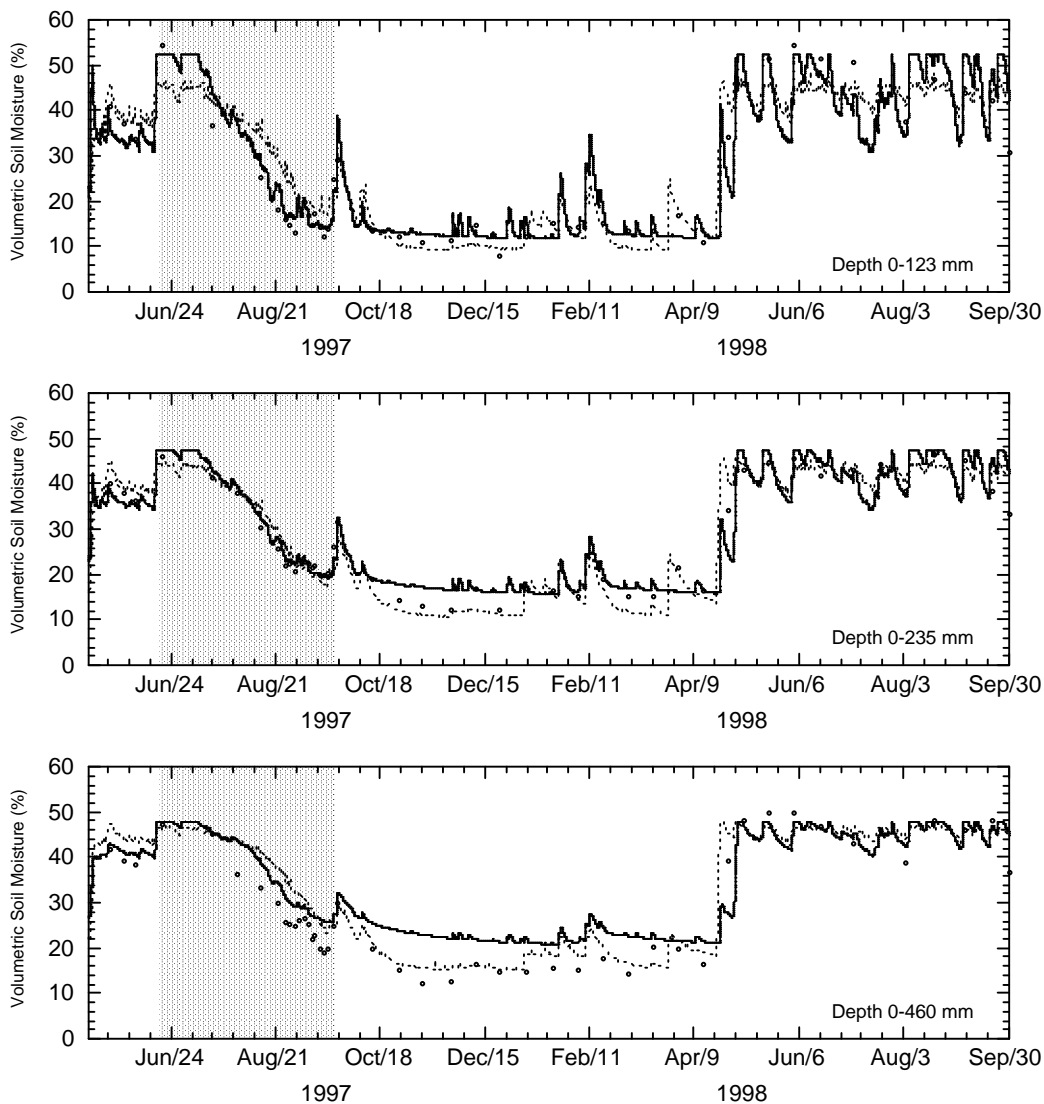 60
50
40
30
20
10
0
Volumetric Soil Moisture (%)
Depth 0-123 mm
Jun/24 Aug/21 Oct/18 Dec/15 Feb/11 Apr/9 Jun/6 Aug/3 Sep/30
1997 1998
60
50
40
30
20
10
0
Volumetric Soil Moisture (%)
Depth 0-235 mm
Jun/24 Aug/21 Oct/18 Dec/15 Feb/11 Apr/9 Jun/6 Aug/3 Sep/30
1997 1998
60
50
40
30
20
10
0
Volumetric Soil Moisture (%)
Depth 0-460 mm
Jun/24 Aug/21 Oct/18 Dec/15 Feb/11 Apr/9 Jun/6 Aug/3 Sep/30
1997 1998